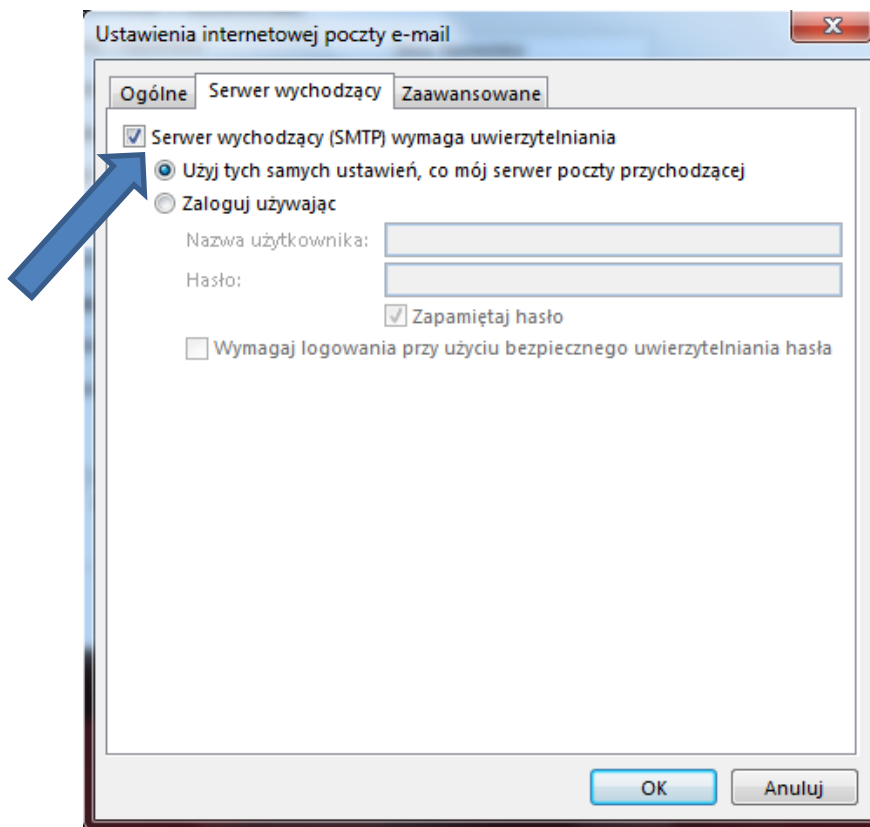 Ustawienia internetowej poczty e-mail
Ogólne
Serwer wychodzący
Zaawansowane
Serwer wychodzący (SMTP) wymaga uwierzytelniania
Użyj tych samych ustawień, co mój serwer poczty przychodzącej
Zaloguj używając
Nazwa użytkownika:
Hasło:
Zapamiętaj hasło
Wymagaj logowania przy użyciu bezpiecznego uwierzytelniania hasła
OK
Anuluj